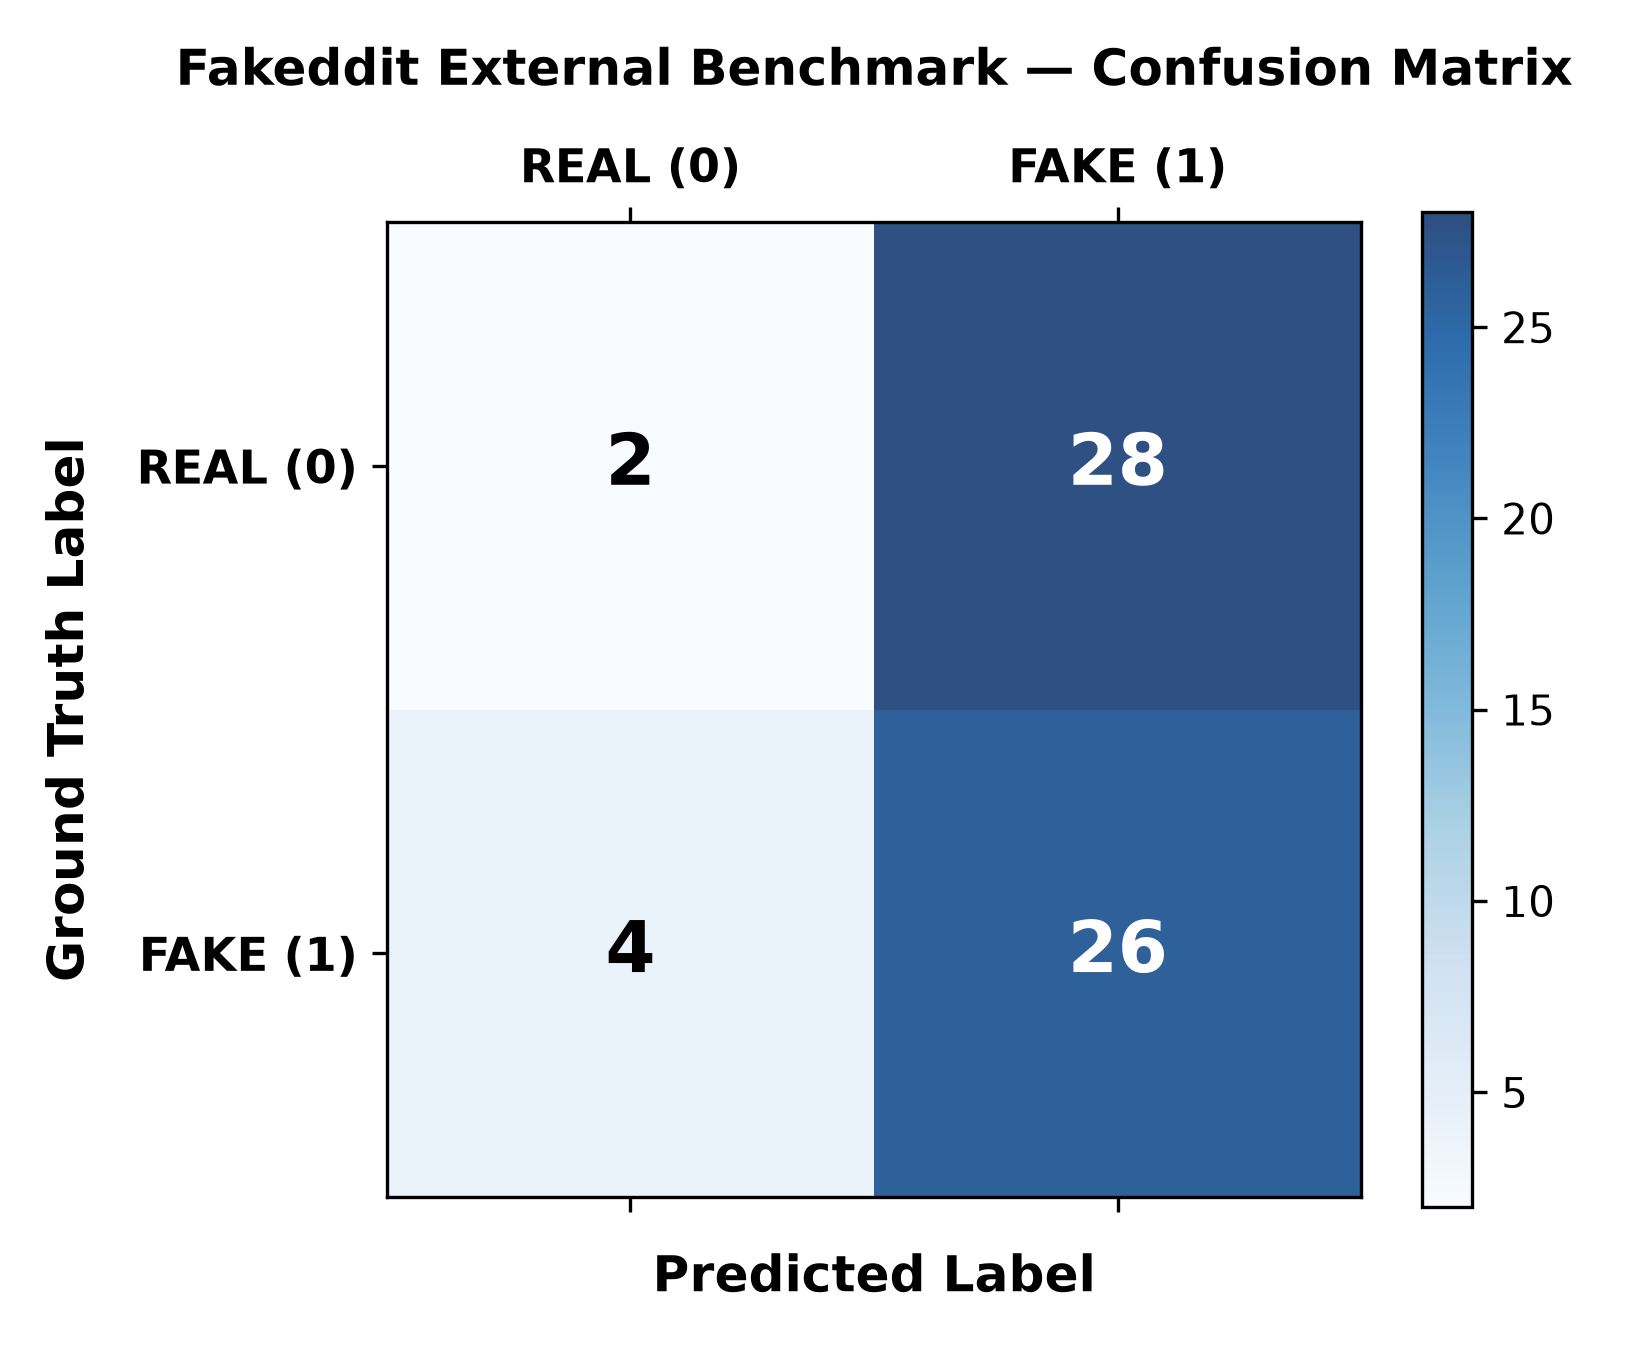 Fakeddit External Benchmark — Confusion Matrix
REAL (0) FAKE (1)
Ground Truth Label
REAL (0) 2 28
FAKE (1) 4 26
25
20
15
10
5
Predicted Label